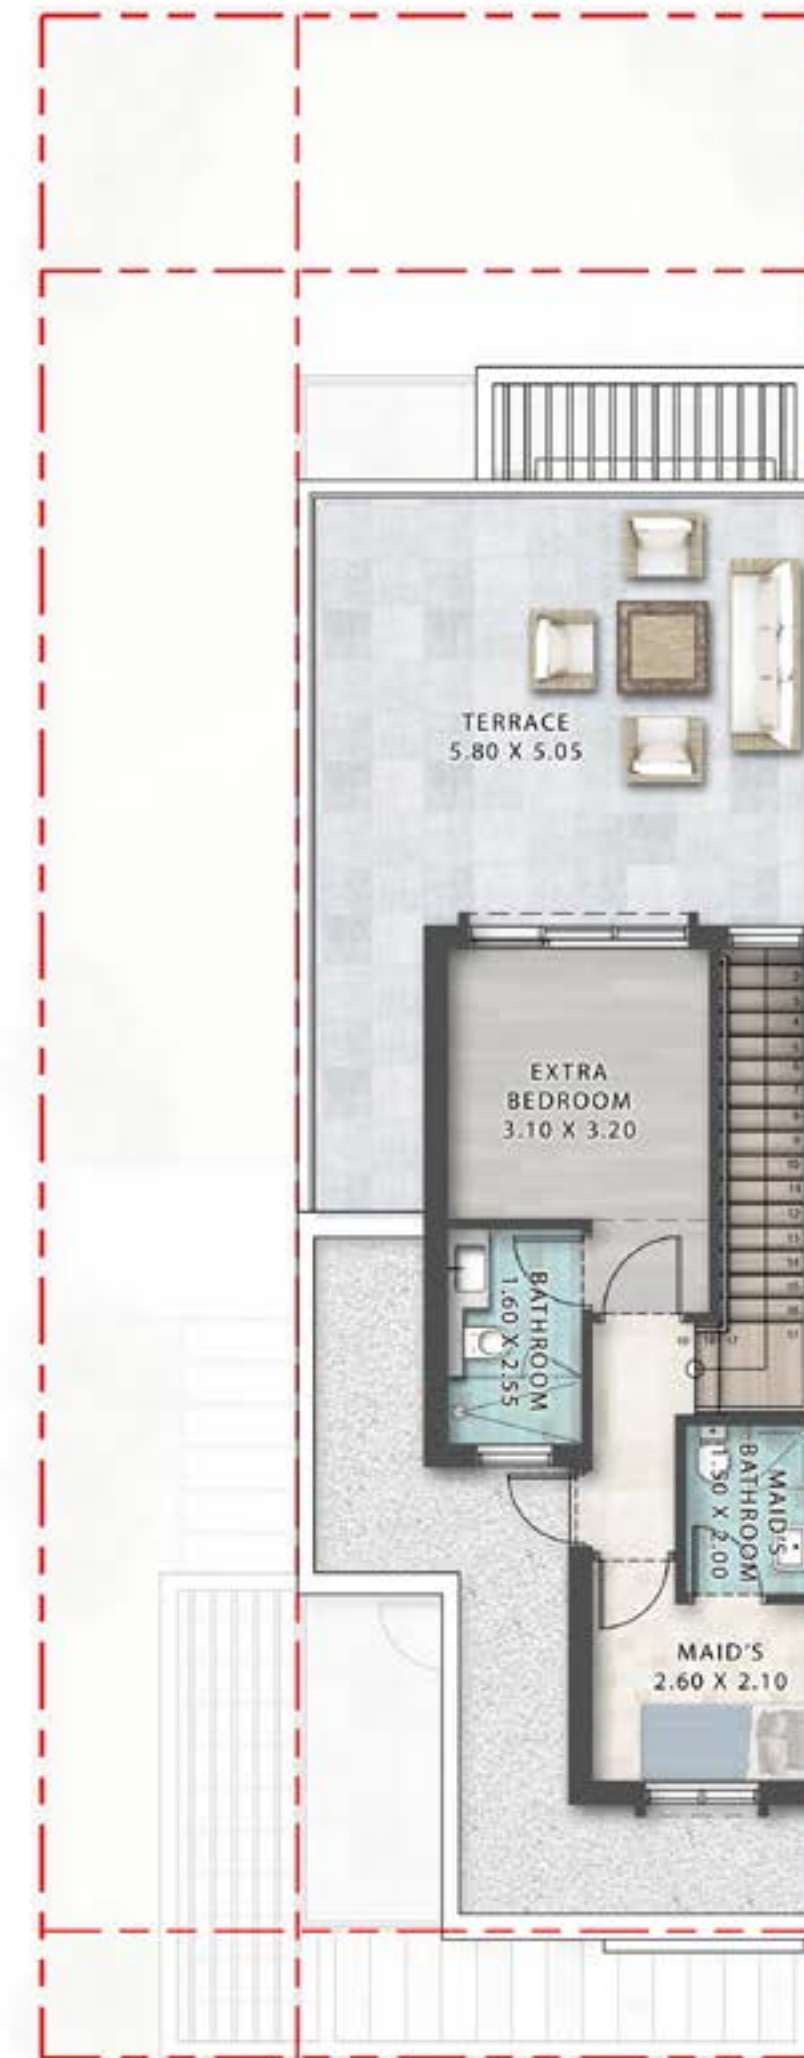 TERRACE
5.80 X 5.05
EXTRA
BEDROOM
3.10 X 3.20
BATHROOM
1.60 X 2.55
MAID'S
BATHROOM
1.50 X 2.00
MAID'S
2.60 X 2.10